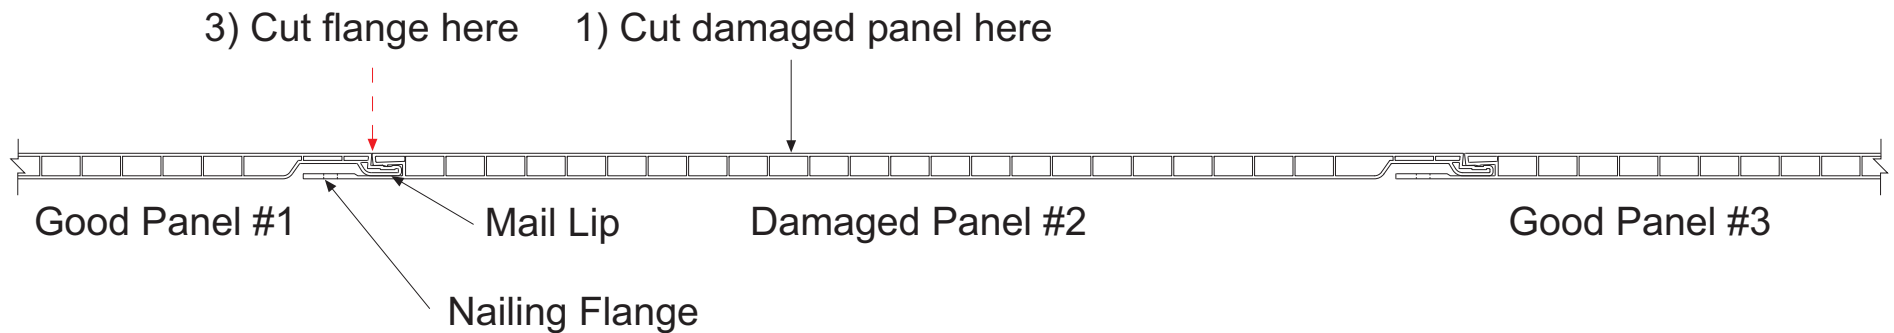 3) Cut flange here
1) Cut damaged panel here
Good Panel #1
Mail Lip
Damaged Panel #2
Good Panel #3
Nailing Flange